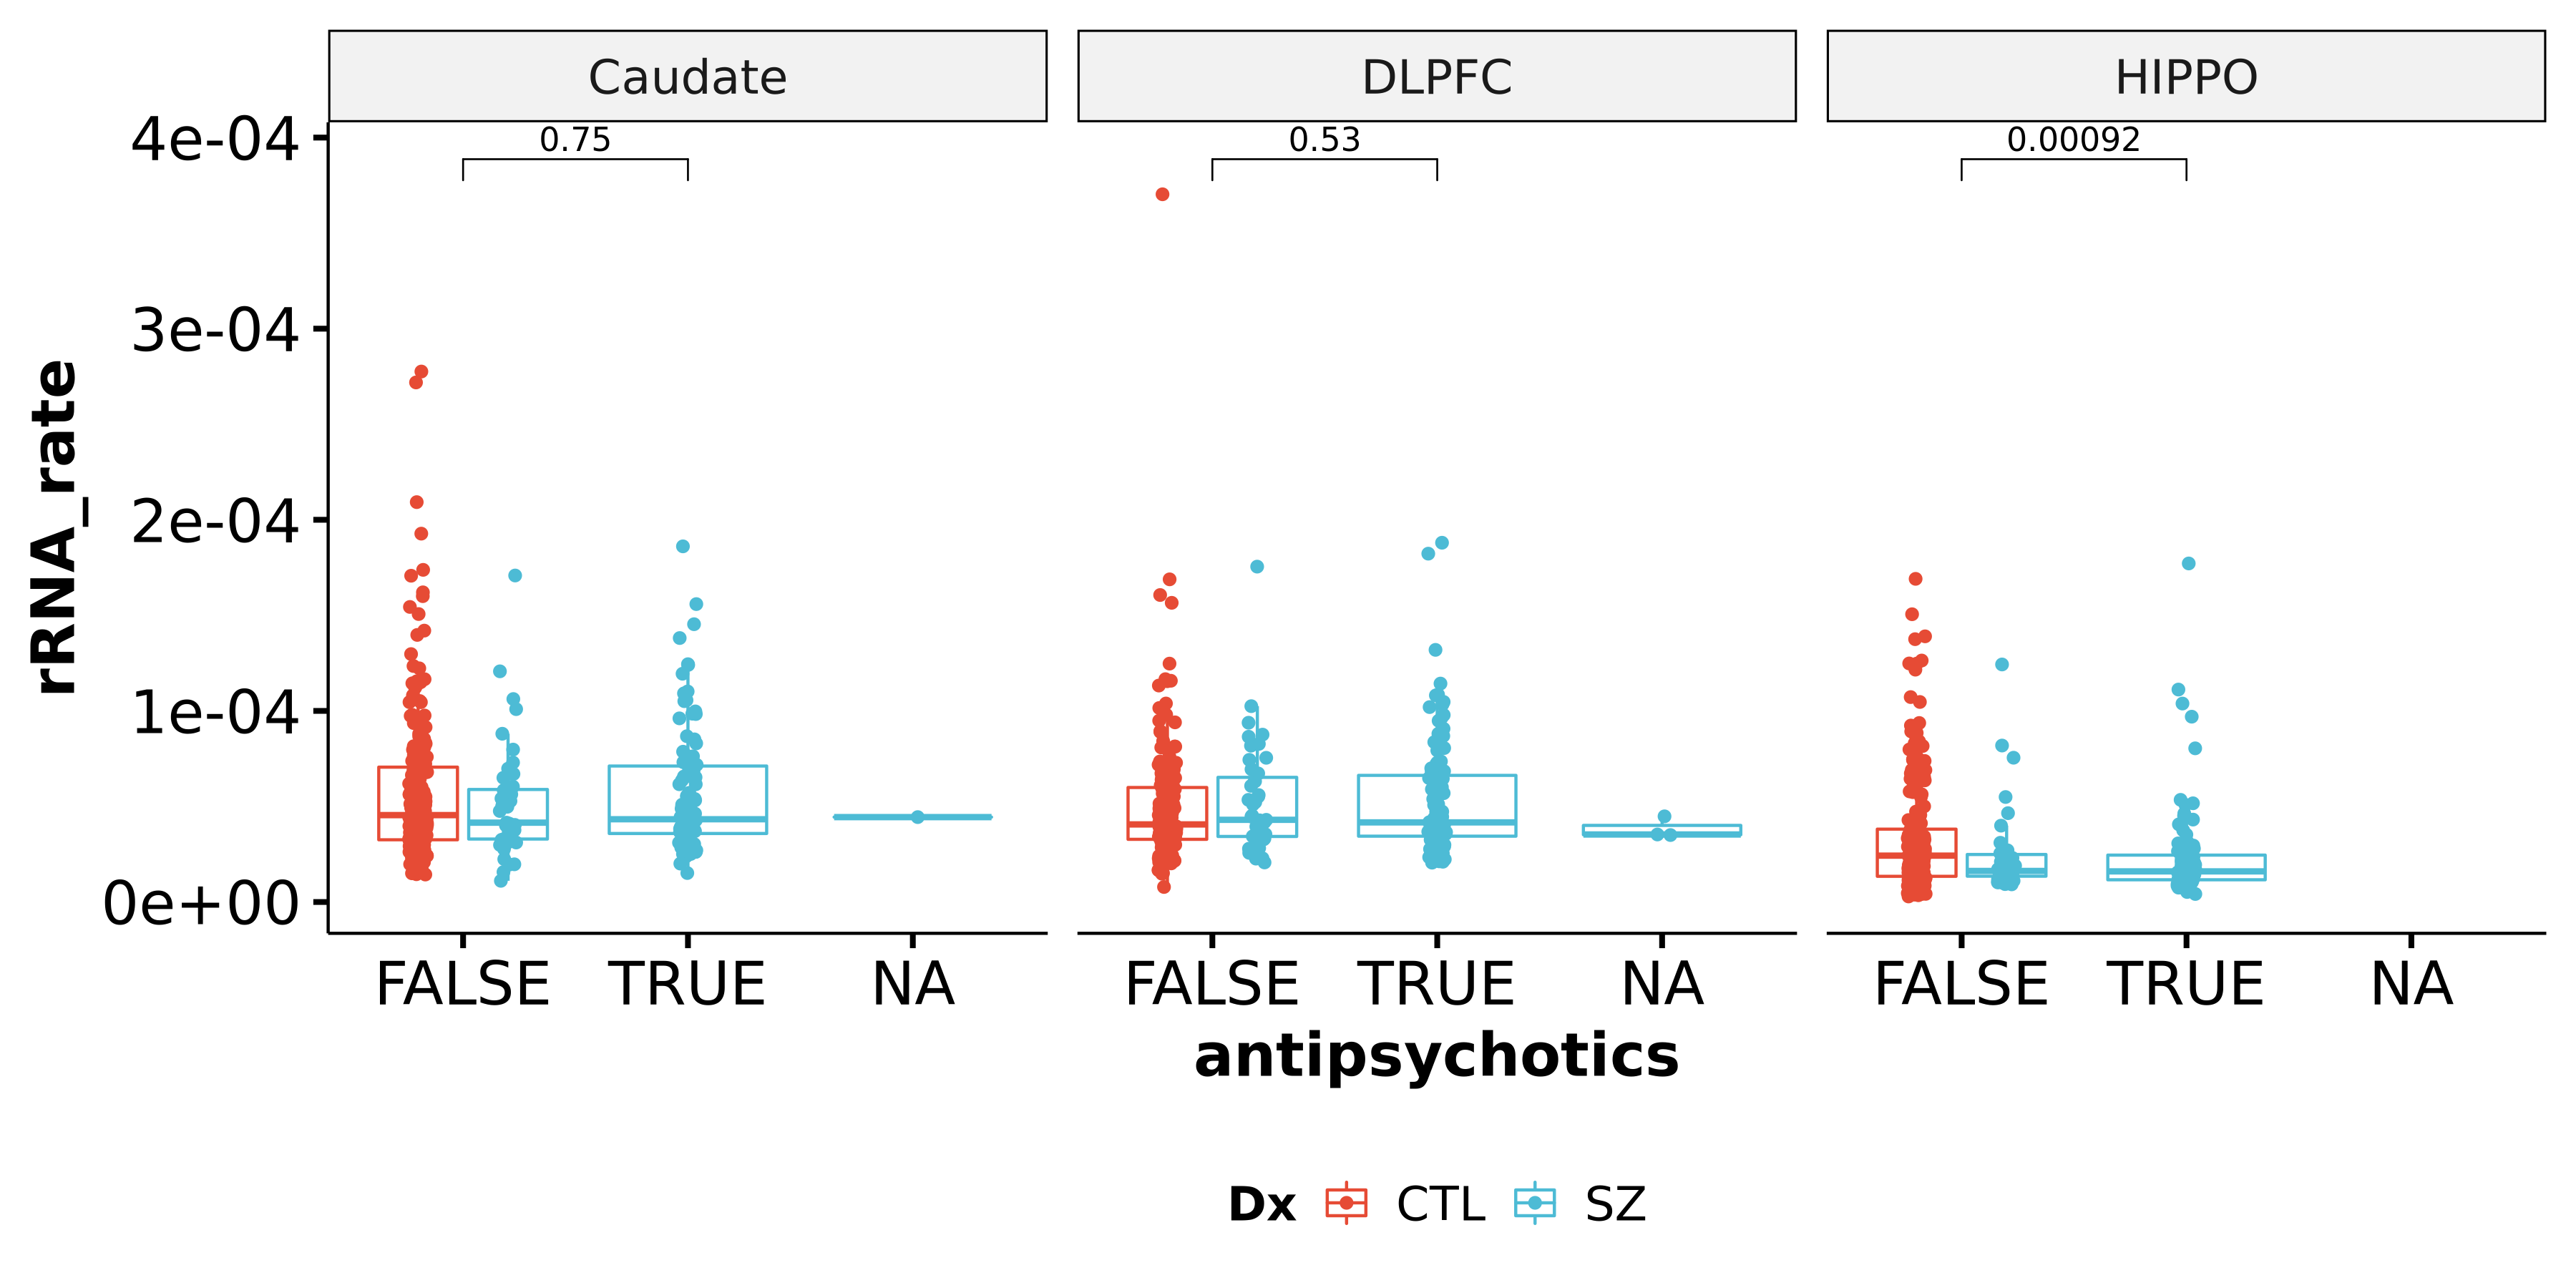 Caudate DLPFC HIPPO
0.75 0.53 0.00092
4e-04
3e-04
2e-04
1e-04
0e+00
rRNA_rate
FALSE TRUE NA FALSE TRUE NA FALSE TRUE NA
antipsychotics
Dx CTL SZ